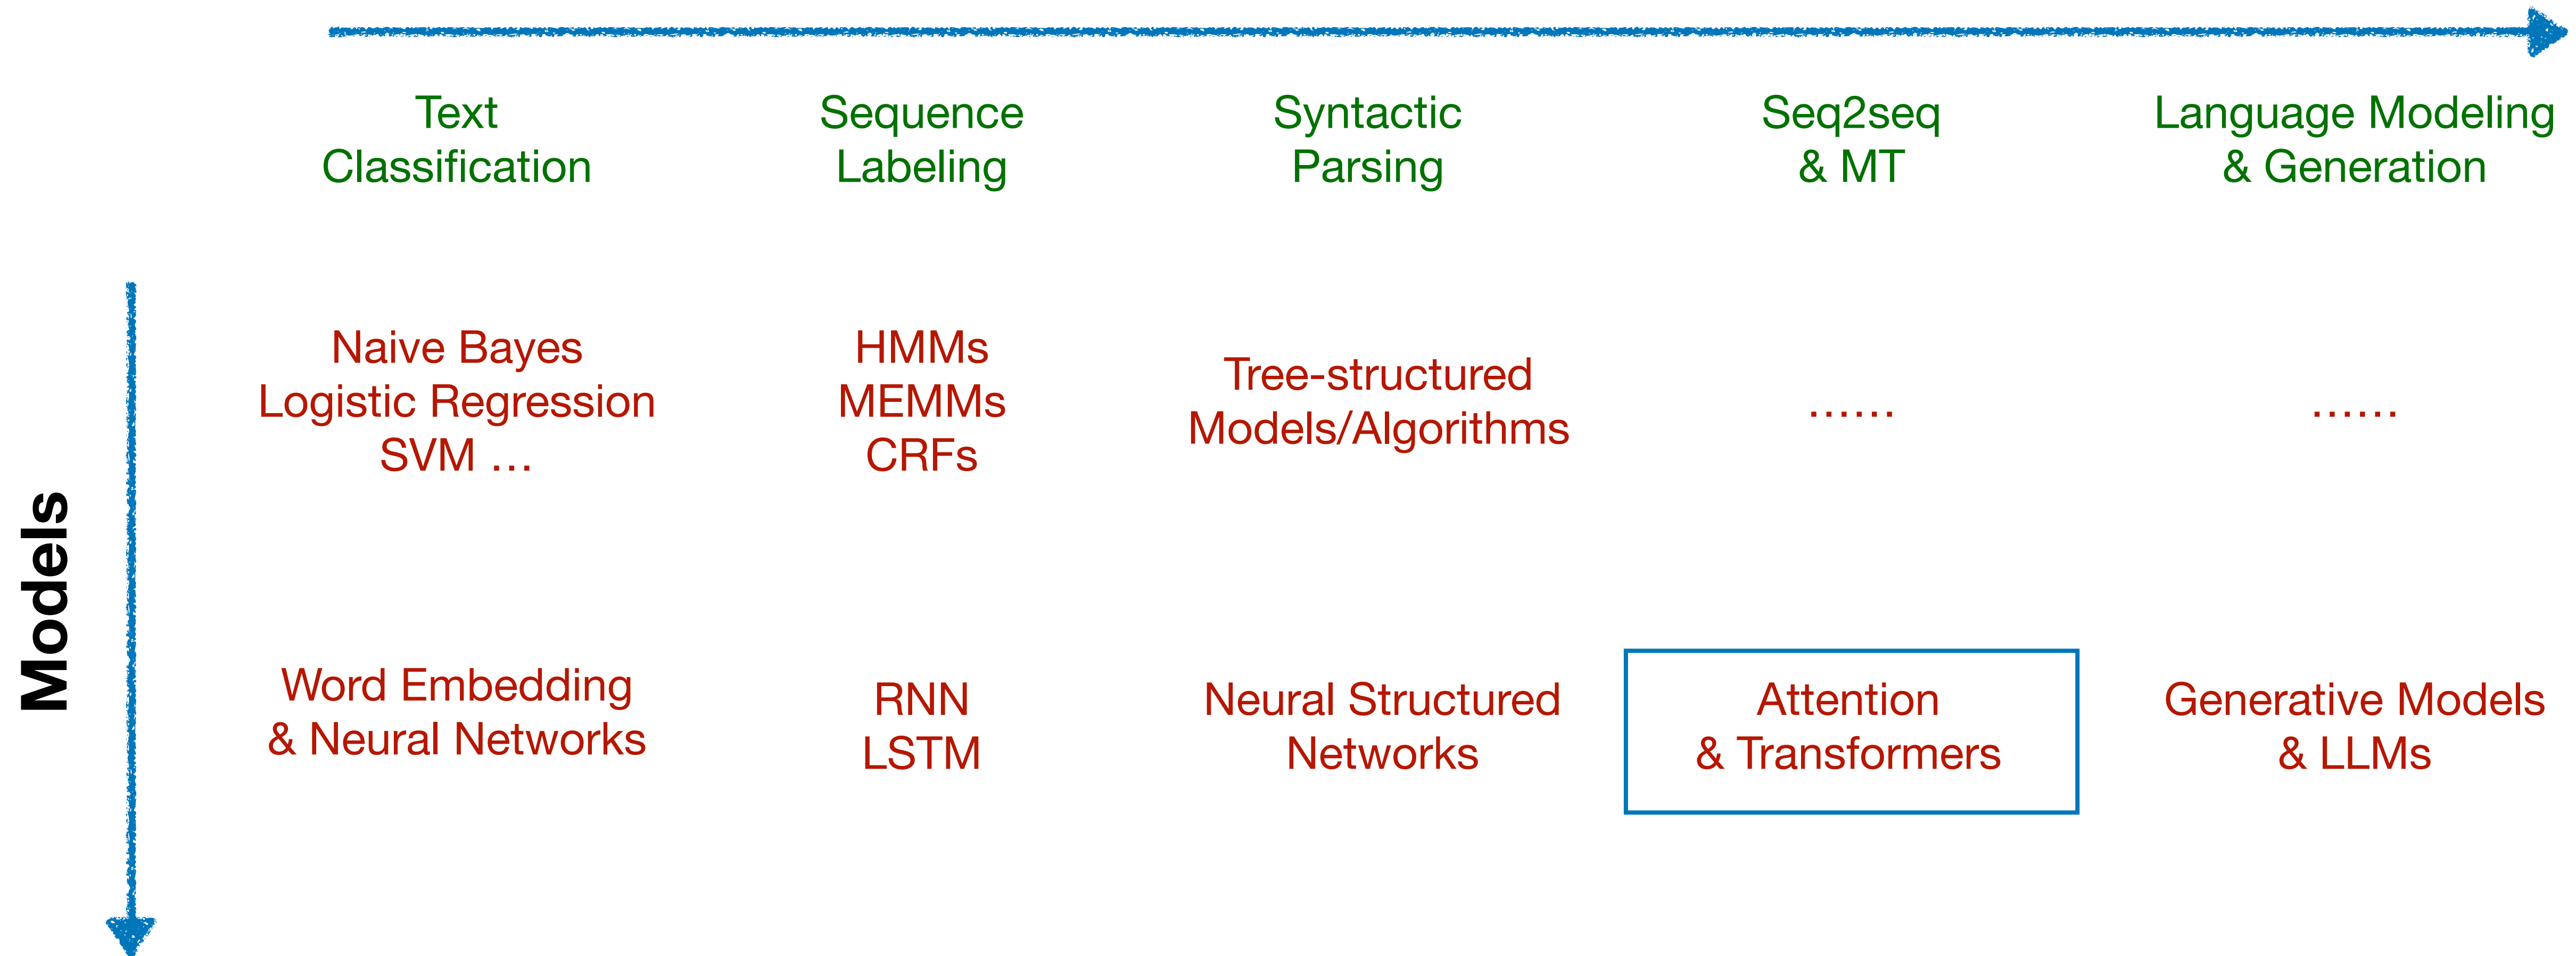 Text
Classification
Sequence
Labeling
Syntactic
Parsing
Seq2seq
& MT
Language Modeling
& Generation
Models
Naive Bayes
Logistic Regression
SVM …
HMMs
MEMMs
CRFs
Tree-structured
Models/Algorithms
……
……
Word Embedding
& Neural Networks
RNN
LSTM
Neural Structured
Networks
Attention
& Transformers
Generative Models
& LLMs